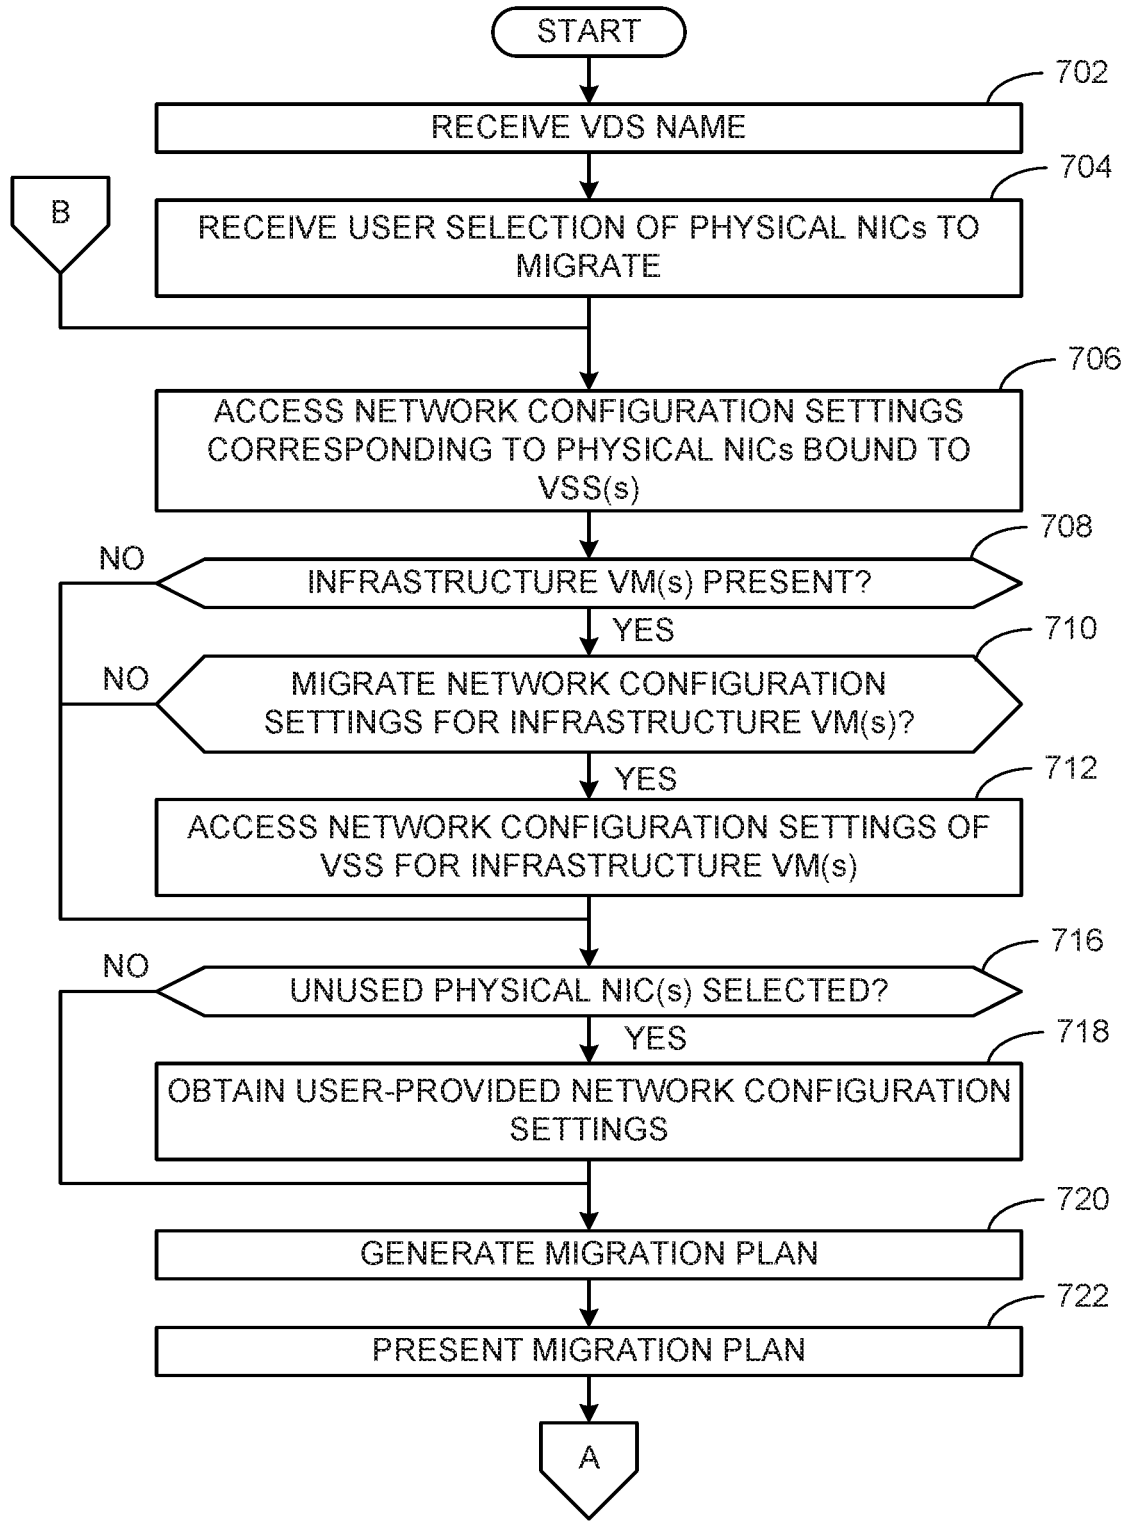 START
702
RECEIVE VDS NAME
704
B
RECEIVE USER SELECTION OF PHYSICAL NICs TO
MIGRATE
706
ACCESS NETWORK CONFIGURATION SETTINGS
CORRESPONDING TO PHYSICAL NICs BOUND TO
VSS(s)
708
NO
INFRASTRUCTURE VM(s) PRESENT?
YES
710
NO
MIGRATE NETWORK CONFIGURATION
SETTINGS FOR INFRASTRUCTURE VM(s)?
YES
712
ACCESS NETWORK CONFIGURATION SETTINGS OF
VSS FOR INFRASTRUCTURE VM(s)
716
NO
UNUSED PHYSICAL NIC(s) SELECTED?
YES
718
OBTAIN USER-PROVIDED NETWORK CONFIGURATION
SETTINGS
720
GENERATE MIGRATION PLAN
722
PRESENT MIGRATION PLAN
A